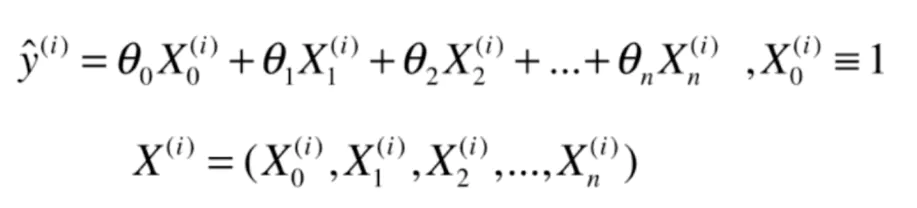 ŷ^{(i)} = θ_0 X_0^{(i)} + θ_1 X_1^{(i)} + θ_2 X_2^{(i)} + ... + θ_n X_n^{(i)} , X_0^{(i)} ≡ 1
X^{(i)} = (X_0^{(i)}, X_1^{(i)}, X_2^{(i)}, ..., X_n^{(i)})